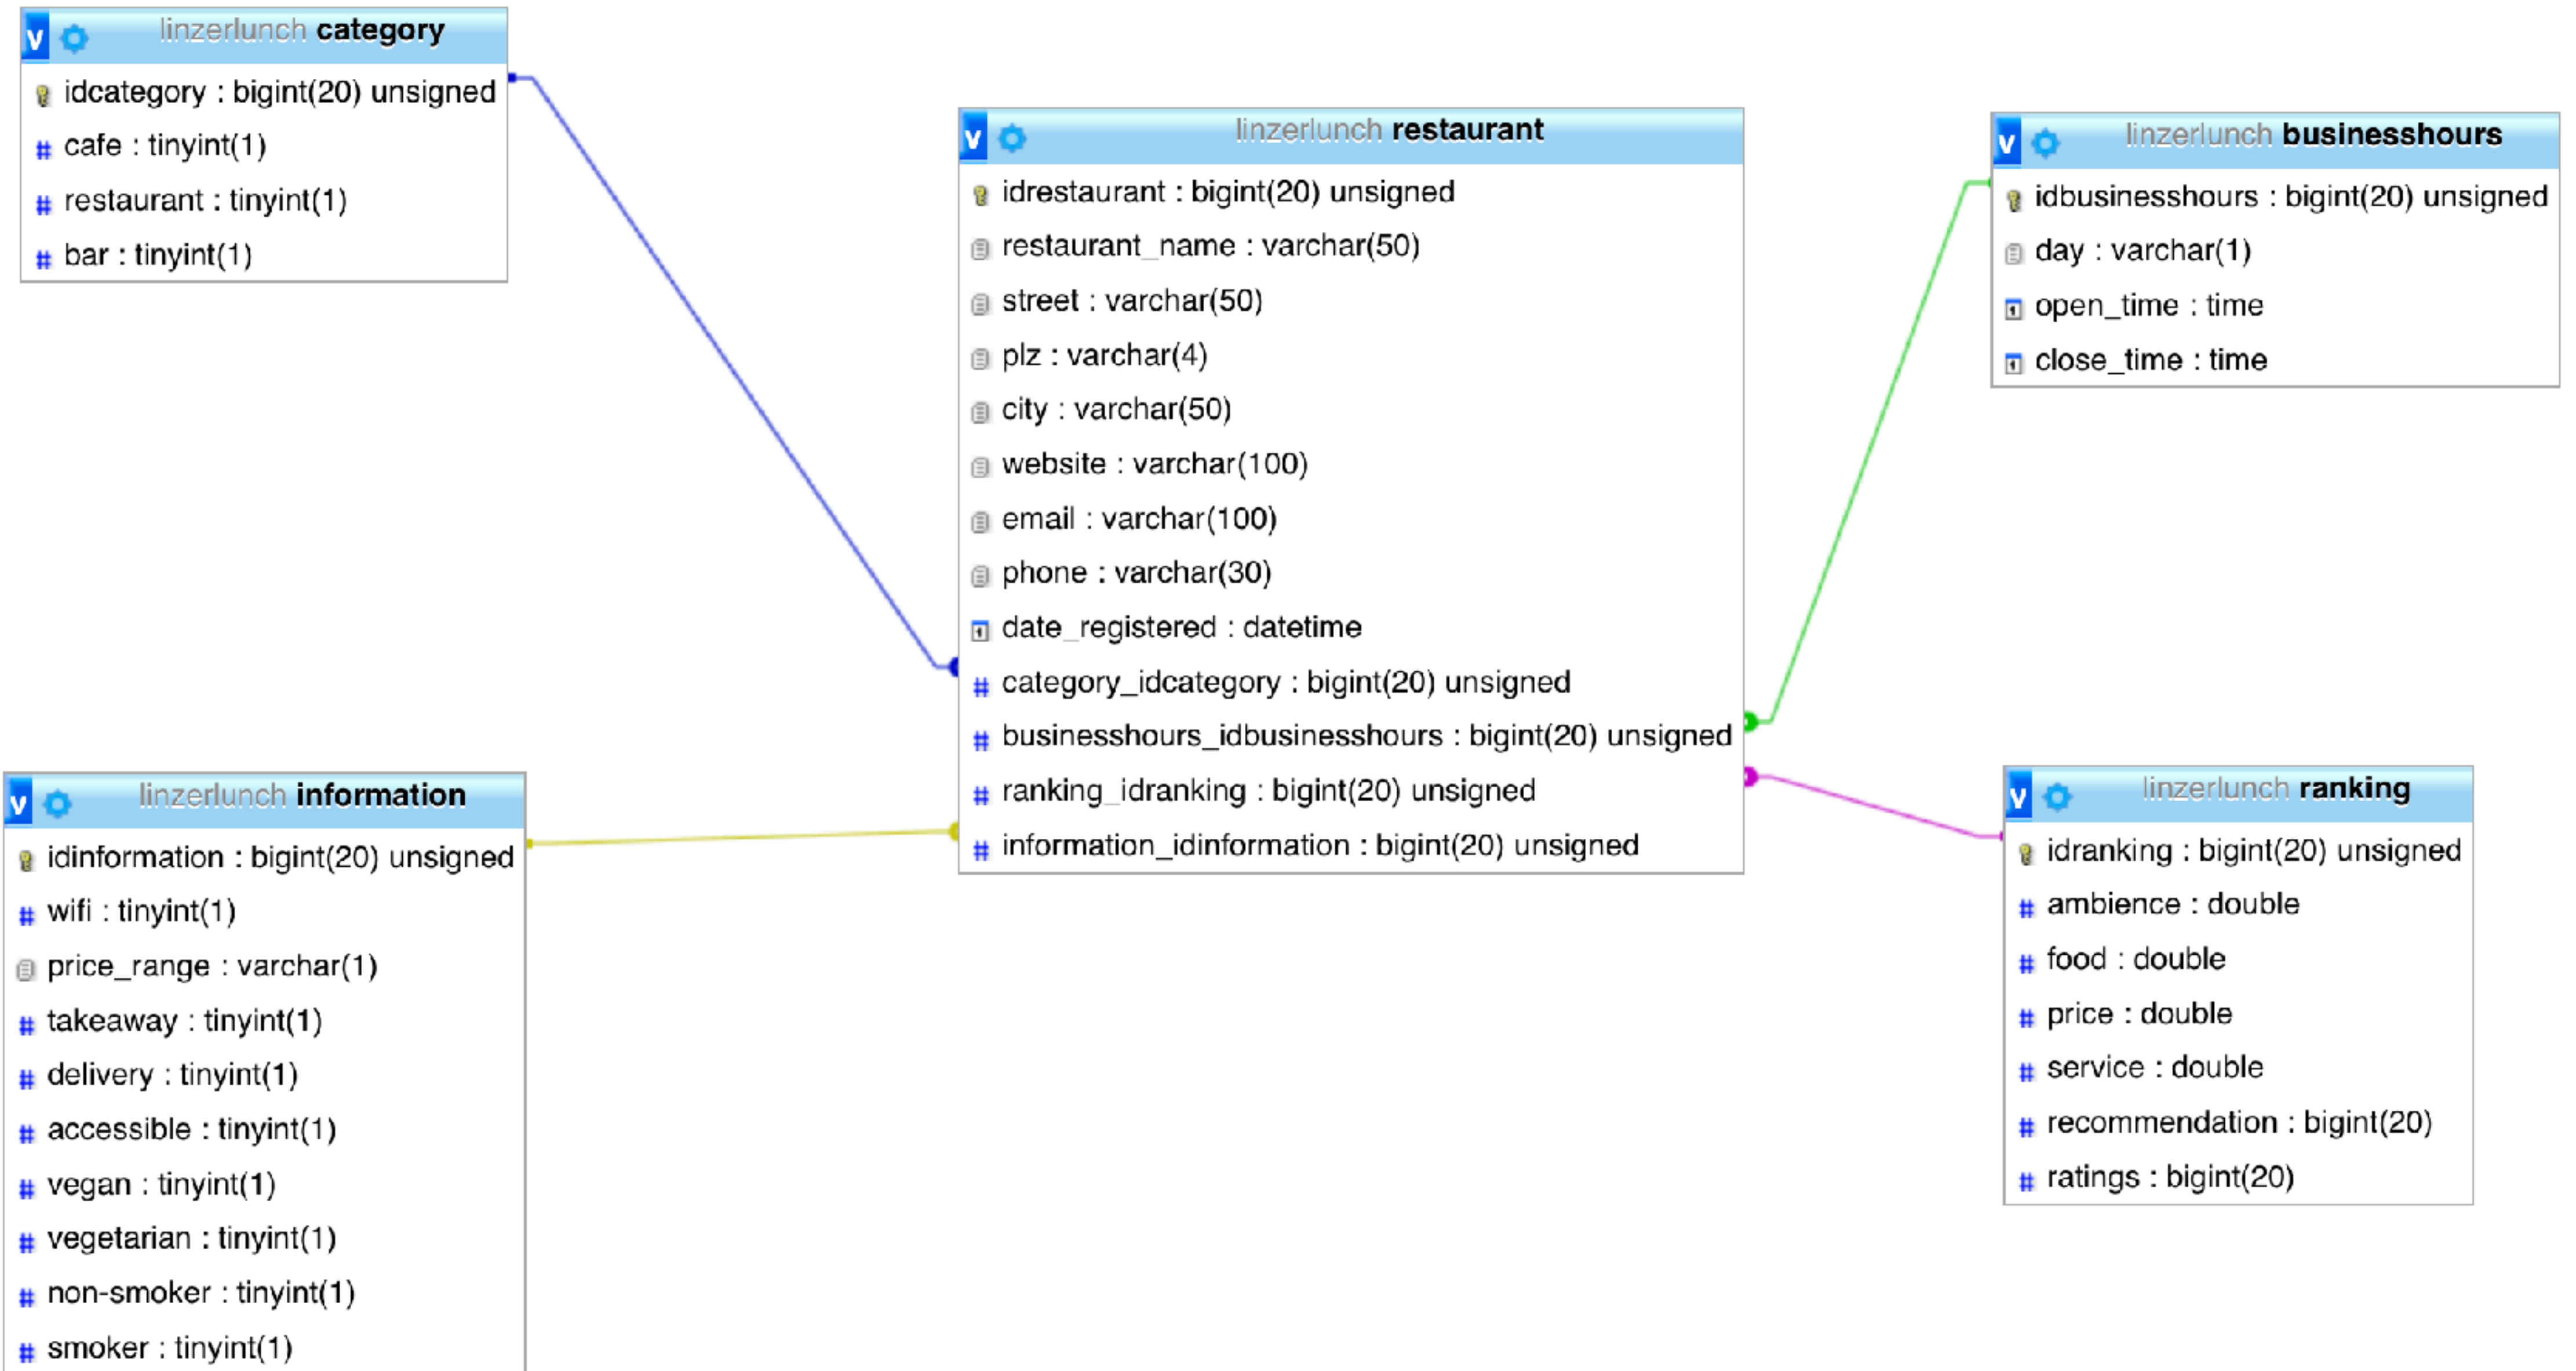 linzerlunch category
idcategory : bigint(20) unsigned
cafe : tinyint(1)
restaurant : tinyint(1)
bar : tinyint(1)
linzerlunch restaurant
idrestaurant : bigint(20) unsigned
restaurant_name : varchar(50)
street : varchar(50)
plz : varchar(4)
city : varchar(50)
website : varchar(100)
email : varchar(100)
phone : varchar(30)
date_registered : datetime
category_idcategory : bigint(20) unsigned
businesshours_idbusinesshours : bigint(20) unsigned
ranking_idranking : bigint(20) unsigned
information_idinformation : bigint(20) unsigned
linzerlunch businesshours
idbusinesshours : bigint(20) unsigned
day : varchar(1)
open_time : time
close_time : time
linzerlunch information
idinformation : bigint(20) unsigned
wifi : tinyint(1)
price_range : varchar(1)
takeaway : tinyint(1)
delivery : tinyint(1)
accessible : tinyint(1)
vegan : tinyint(1)
vegetarian : tinyint(1)
non-smoker : tinyint(1)
smoker : tinyint(1)
linzerlunch ranking
idranking : bigint(20) unsigned
ambience : double
food : double
price : double
service : double
recommendation : bigint(20)
ratings : bigint(20)